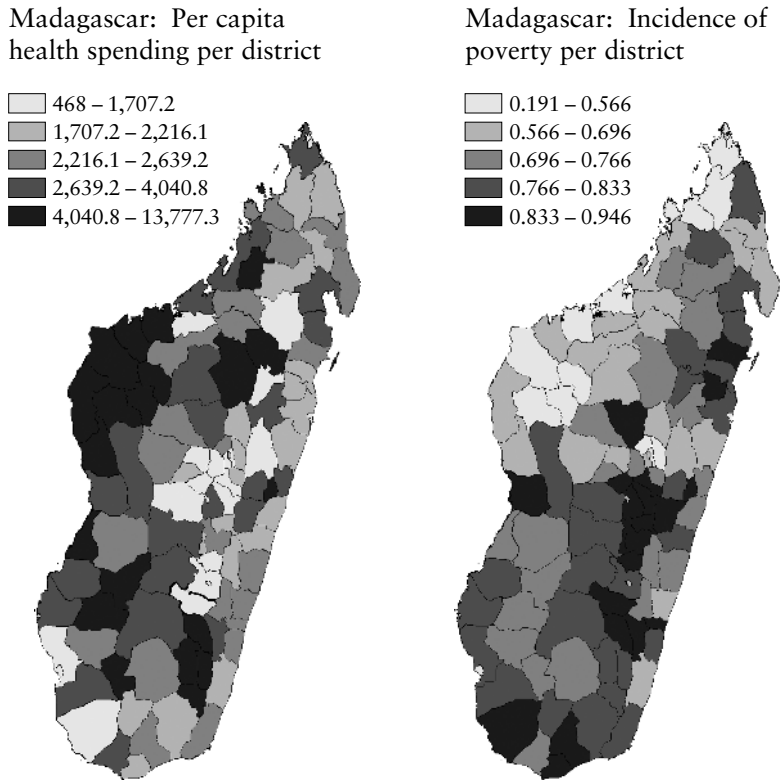 Madagascar: Per capita
health spending per district
468 – 1,707.2
1,707.2 – 2,216.1
2,216.1 – 2,639.2
2,639.2 – 4,040.8
4,040.8 – 13,777.3
Madagascar: Incidence of
poverty per district
0.191 – 0.566
0.566 – 0.696
0.696 – 0.766
0.766 – 0.833
0.833 – 0.946